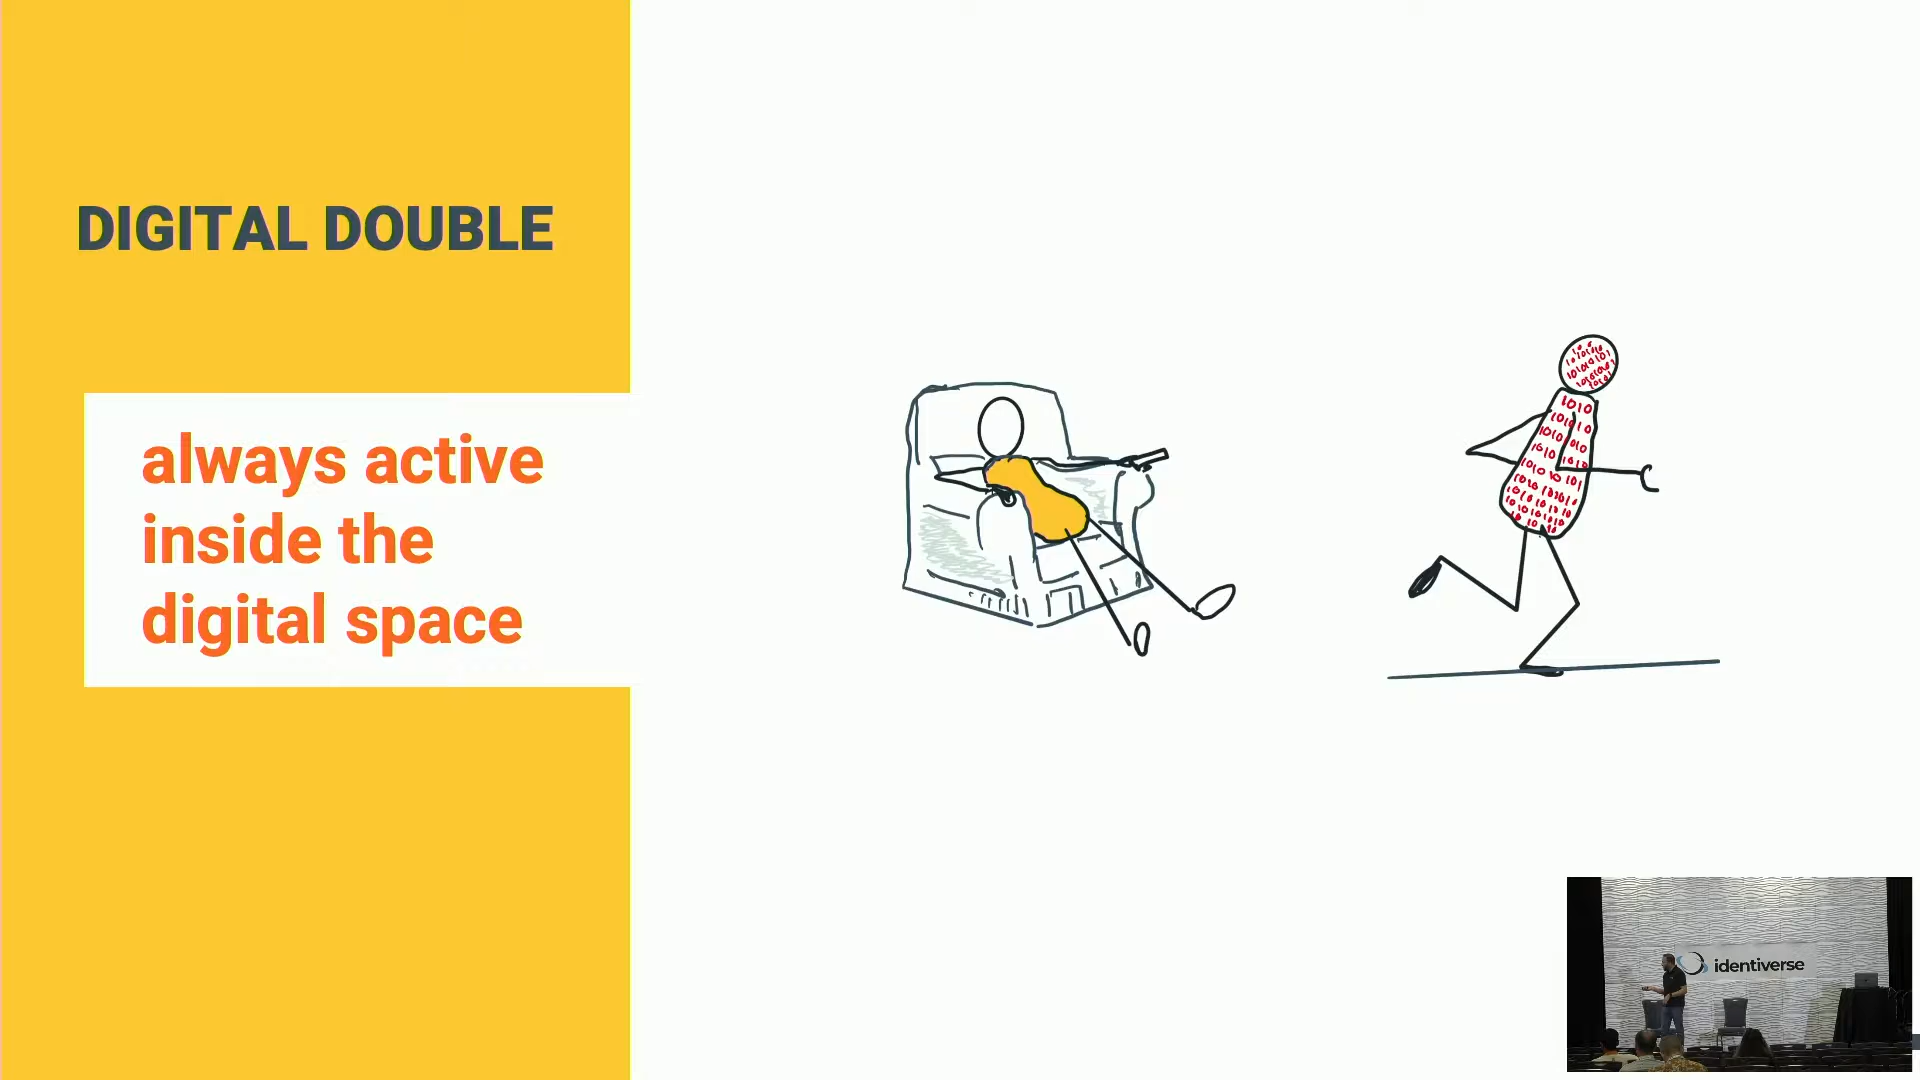 DIGITAL DOUBLE
always active
inside the
digital space
identiverse